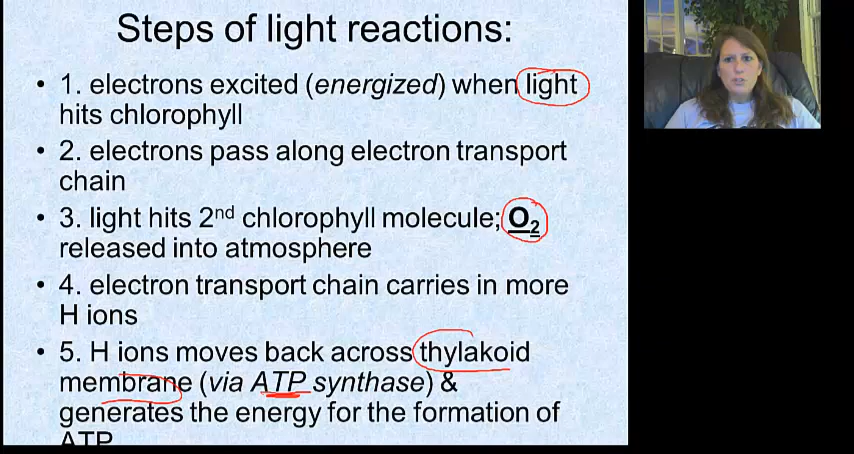 Steps of light reactions:
• 1. electrons excited (energized) when light
hits chlorophyll
• 2. electrons pass along electron transport
chain
• 3. light hits 2nd chlorophyll molecule; O2
released into atmosphere
• 4. electron transport chain carries in more
H ions
• 5. H ions moves back across thylakoid
membrane (via ATP synthase) &
generates the energy for the formation of
ATP